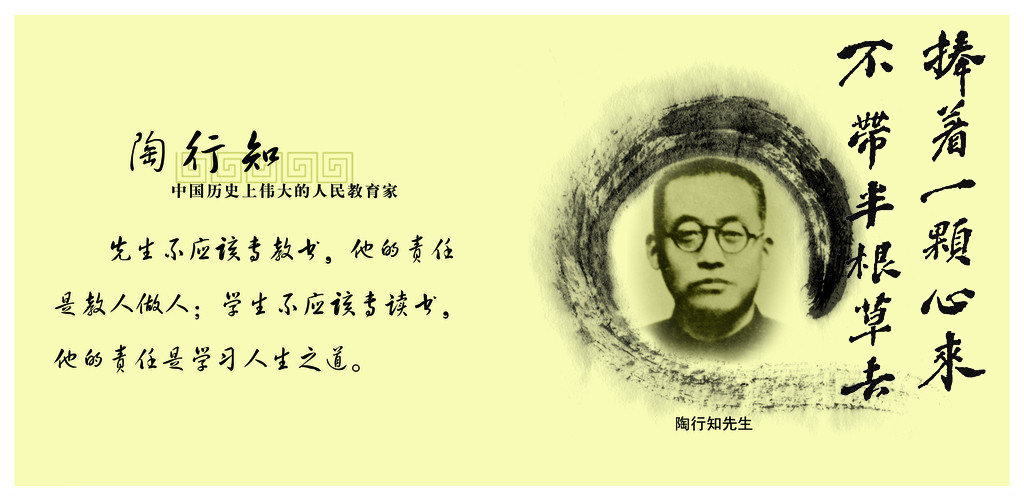 陶行知
中国历史上伟大的人民教育家
先生不应该专教书，他的责任
是教人做人；学生不应该专读书，
他的责任是学习人生之道。
捧着一颗心來
不帶半根草去
陶行知先生